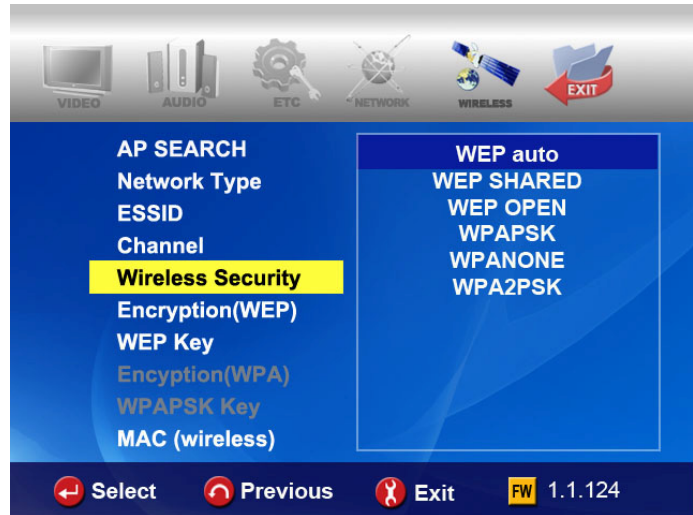 VIDEO AUDIO ETC NETWORK WIRELESS EXIT
AP SEARCH
Network Type
ESSID
Channel
Wireless Security
Encryption(WEP)
WEP Key
Encyption(WPA)
WPAPSK Key
MAC (wireless)
WEP auto
WEP SHARED
WEP OPEN
WPAPSK
WPANONE
WPA2PSK
Select Previous Exit FW 1.1.124